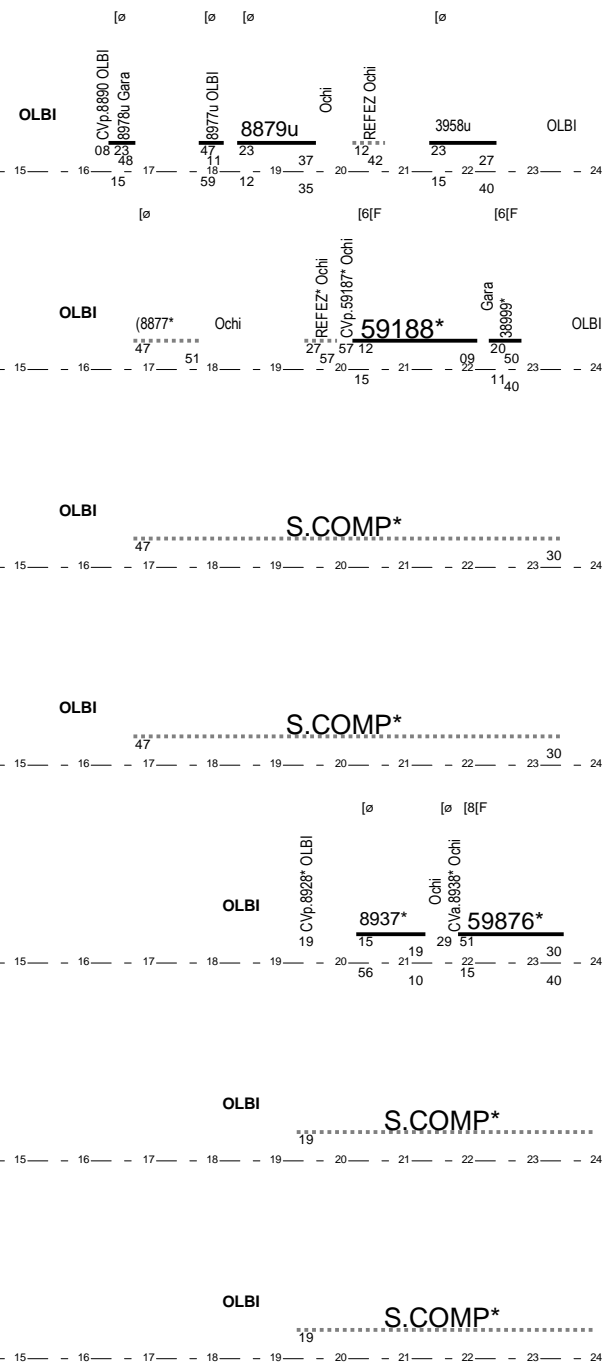 [ø [ø [ø [ø
OLBI CVp.8890 OLBI 8978u Gara 8977u OLBI 8879u Ochi REFEZ Ochi 3958u OLBI
08 23 47 23 12 23
48 11 37 42 27
15 16 17 18 19 20 21 22 23 24
15 59 12 35 15 40
[ø [6[F [6[F
OLBI (8877* Ochi REFEZ* Ochi CVp.59187* Ochi 59188* Gara 38999* OLBI
47 27 57 12 09 20
51 57 50
15 16 17 18 19 20 21 22 23 24
15 11 40
OLBI S.COMP*
47 30
15 16 17 18 19 20 21 22 23 24
OLBI S.COMP*
47 30
15 16 17 18 19 20 21 22 23 24
[ø [ø [8[F
OLBI CVp.8928* OLBI 8937* Ochi CVa.8938* Ochi 59876*
19 15 19 29 51 30
15 16 17 18 19 20 21 22 23 24
56 10 15 40
OLBI S.COMP*
19
15 16 17 18 19 20 21 22 23 24
OLBI S.COMP*
19
15 16 17 18 19 20 21 22 23 24